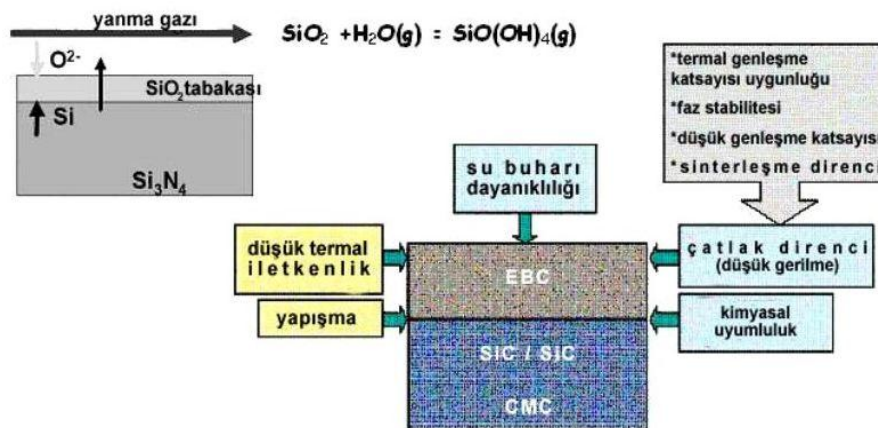 yanma gazı
SiO₂ +H₂O(g) = SiO(OH)₄(g)
O²⁻
SiO₂ tabakası
Si
Si₃N₄
*termal genleşme
katsayısı uygunluğu
*faz stabilitesi
*düşük genleşme katsayısı
*sinterleşme direnci
su buharı
dayanıklılığı
düşük termal
iletkenlik
çatlak direnci
(düşük gerilme)
EBC
yapışma
kimyasal
uyumluluk
SiC / SiC
CMC